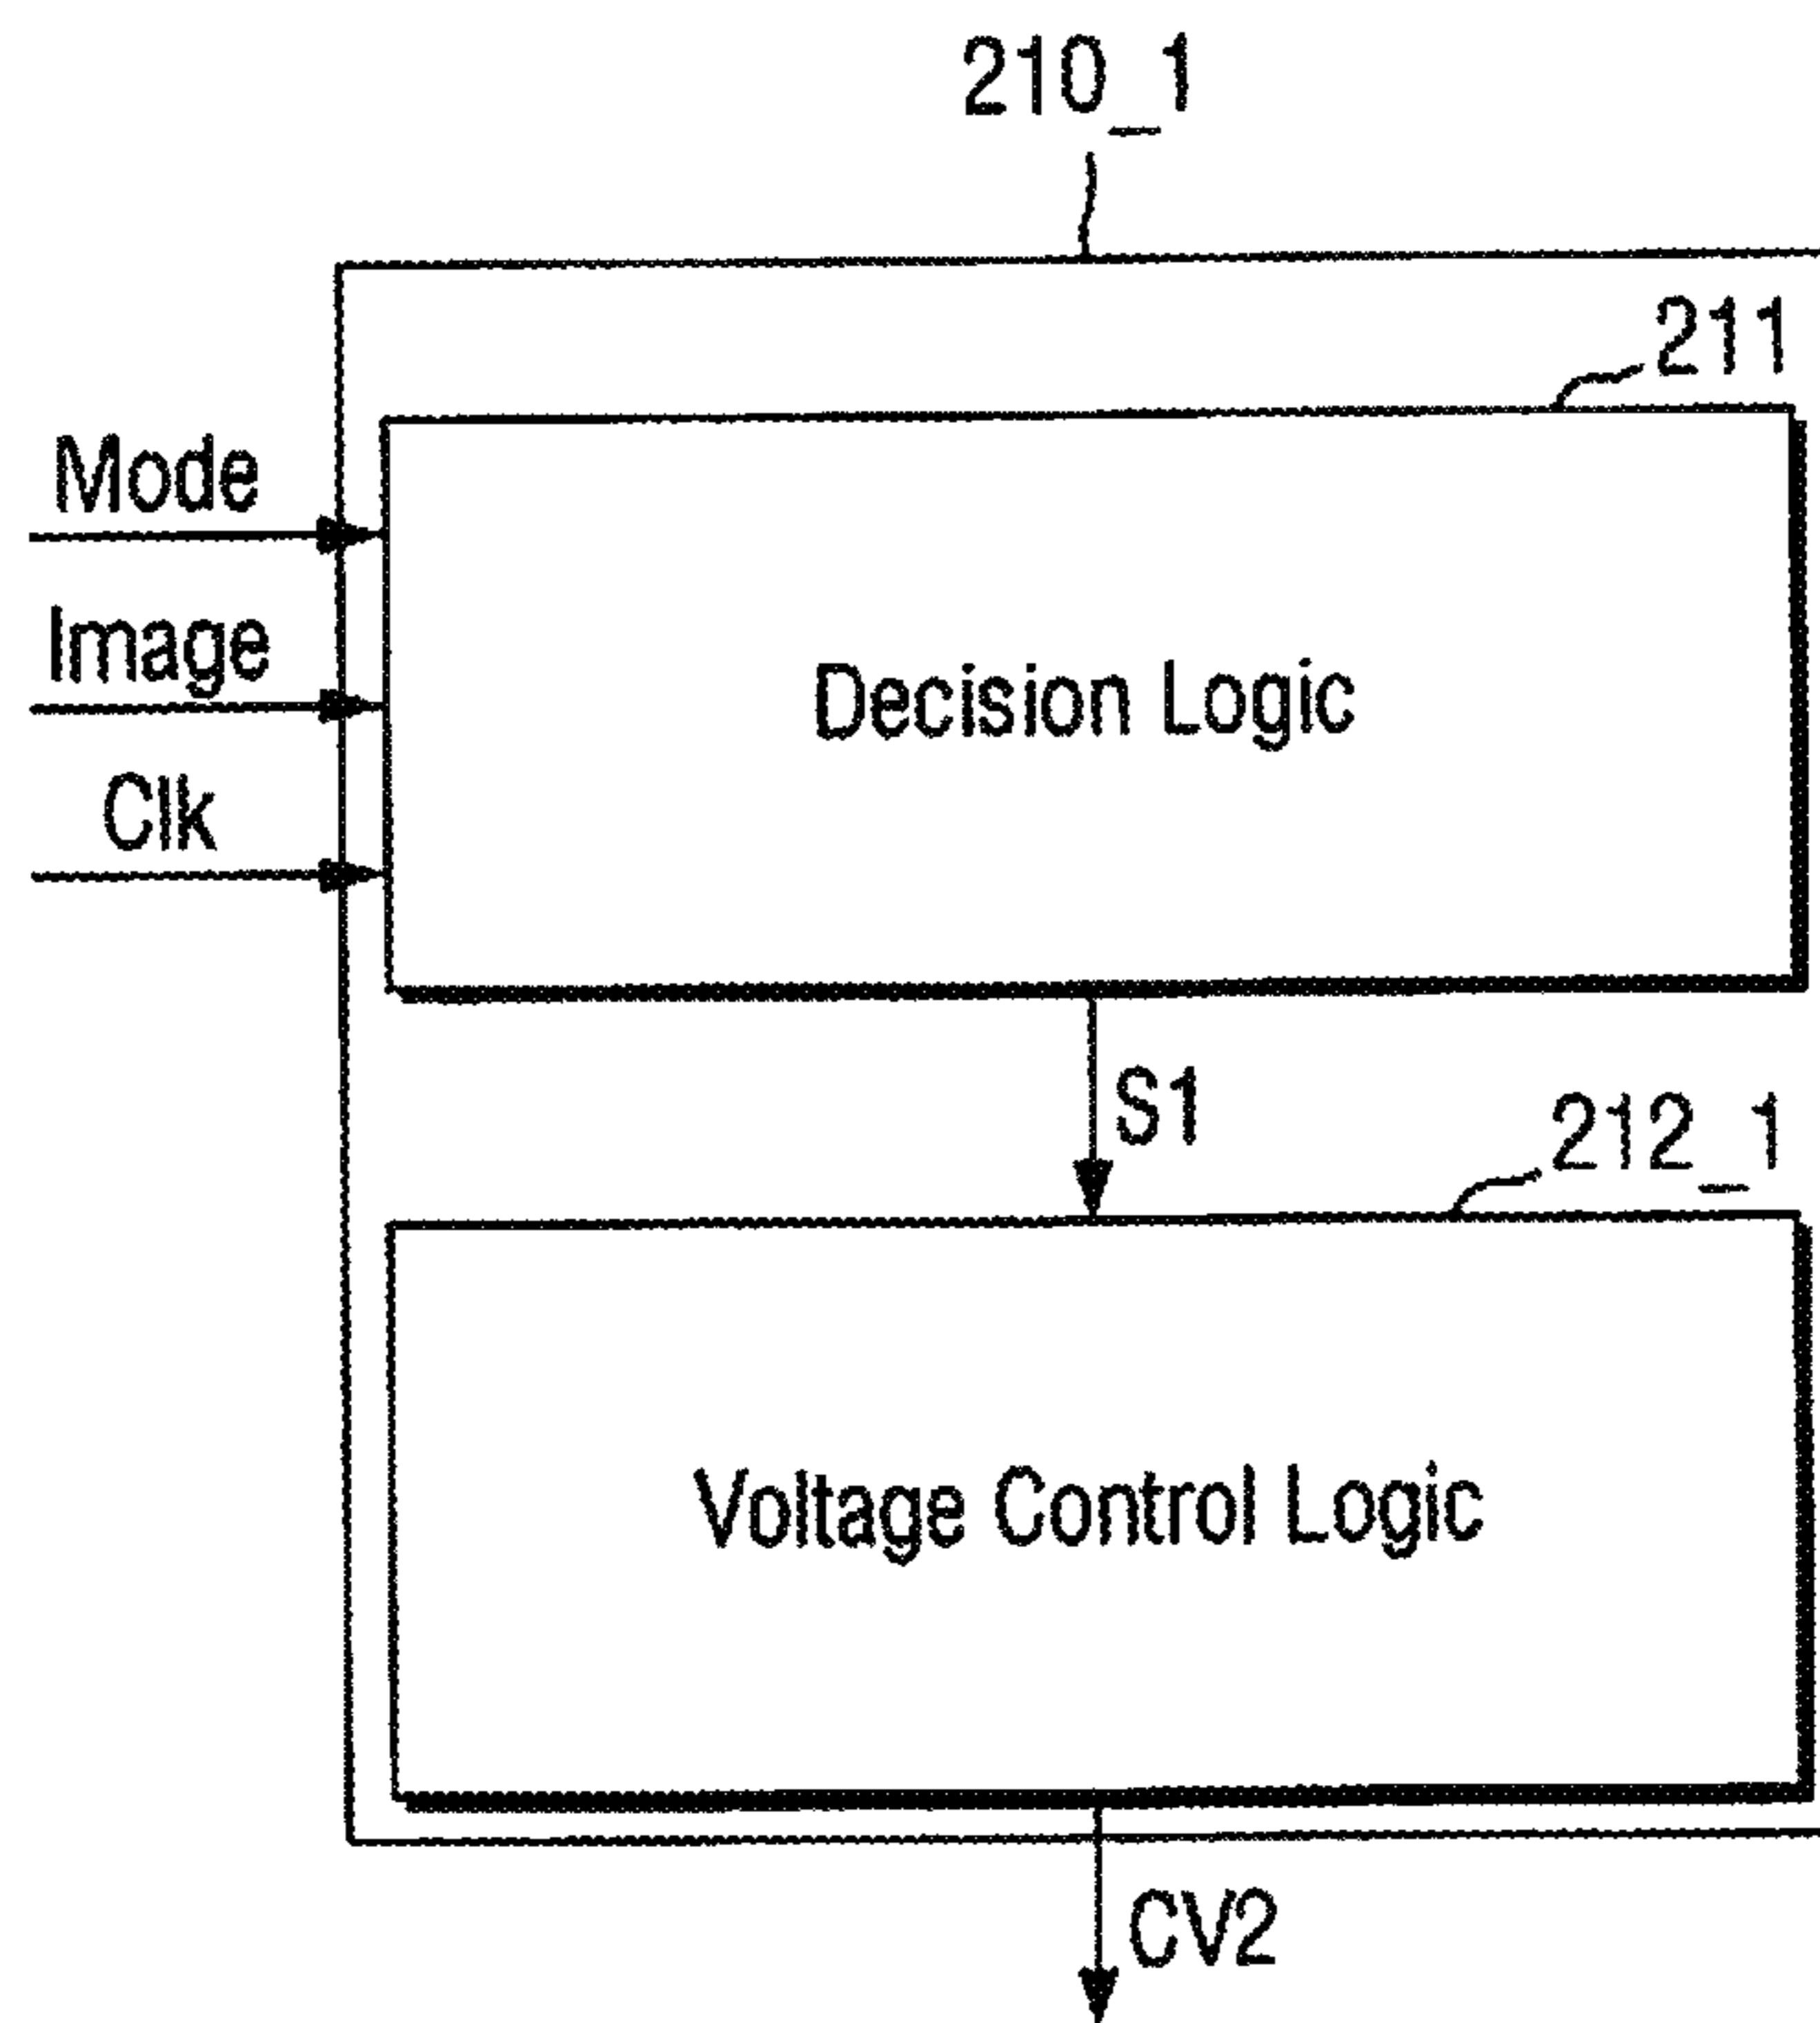 210_1
211
Mode
Image
Decision Logic
Clk
S1
212_1
Voltage Control Logic
CV2